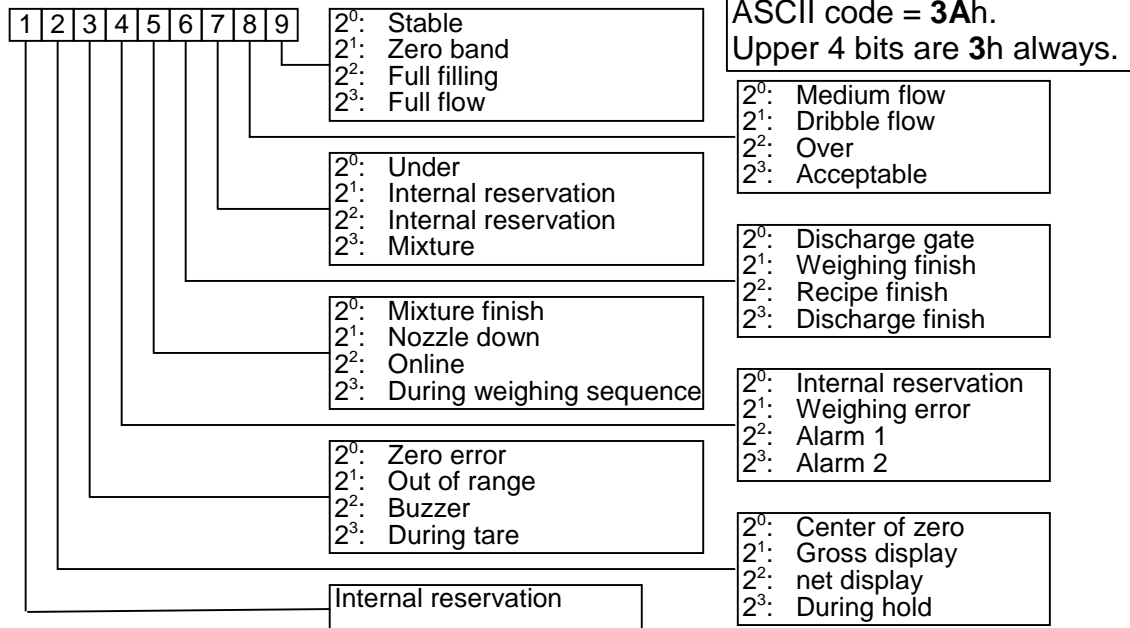 1 2 3 4 5 6 7 8 9
ASCII code = 3Ah.
Upper 4 bits are 3h always.
2⁰: Stable
2¹: Zero band
2²: Full filling
2³: Full flow
2⁰: Medium flow
2¹: Dribble flow
2²: Over
2³: Acceptable
2⁰: Under
2¹: Internal reservation
2²: Internal reservation
2³: Mixture
2⁰: Discharge gate
2¹: Weighing finish
2²: Recipe finish
2³: Discharge finish
2⁰: Mixture finish
2¹: Nozzle down
2²: Online
2³: During weighing sequence
2⁰: Internal reservation
2¹: Weighing error
2²: Alarm 1
2³: Alarm 2
2⁰: Zero error
2¹: Out of range
2²: Buzzer
2³: During tare
2⁰: Center of zero
2¹: Gross display
2²: net display
2³: During hold
Internal reservation